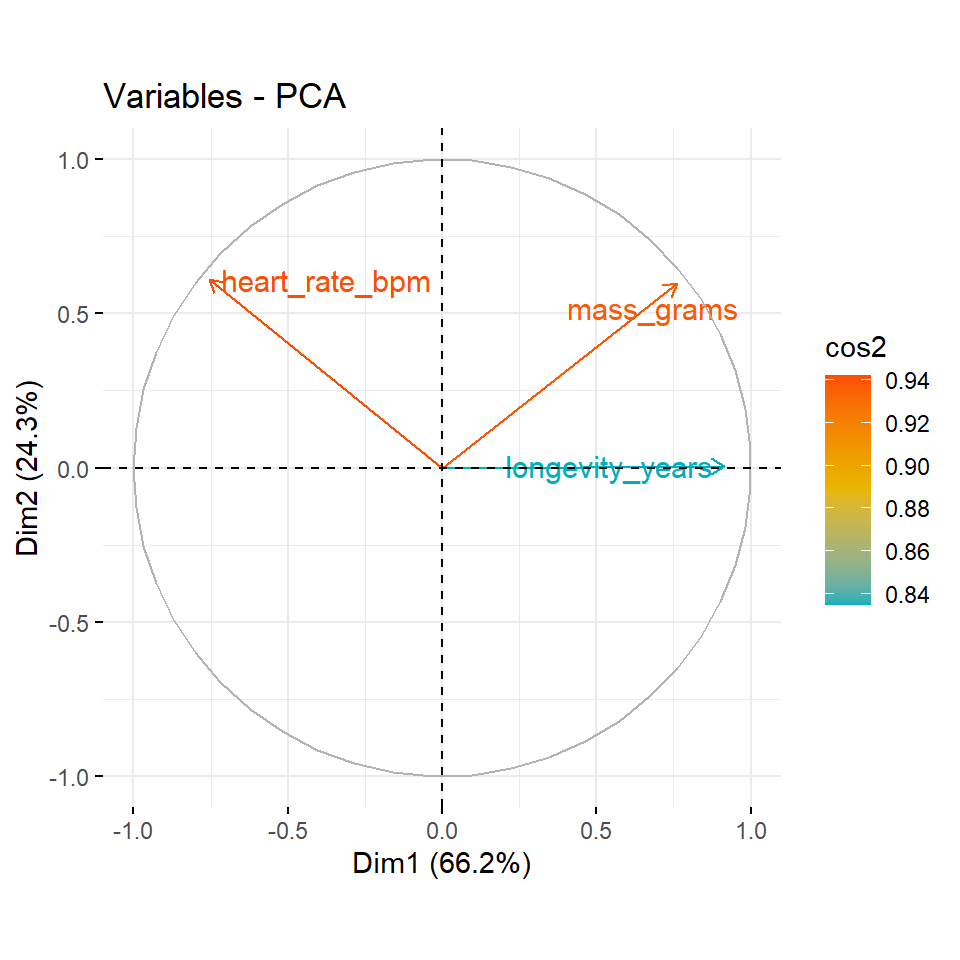 Variables - PCA
1.0
0.5
0.0
-0.5
-1.0
Dim2 (24.3%)
heart_rate_bpm
mass_grams
longevity_years
-1.0
-0.5
0.0
0.5
1.0
Dim1 (66.2%)
cos2
0.94
0.92
0.90
0.88
0.86
0.84